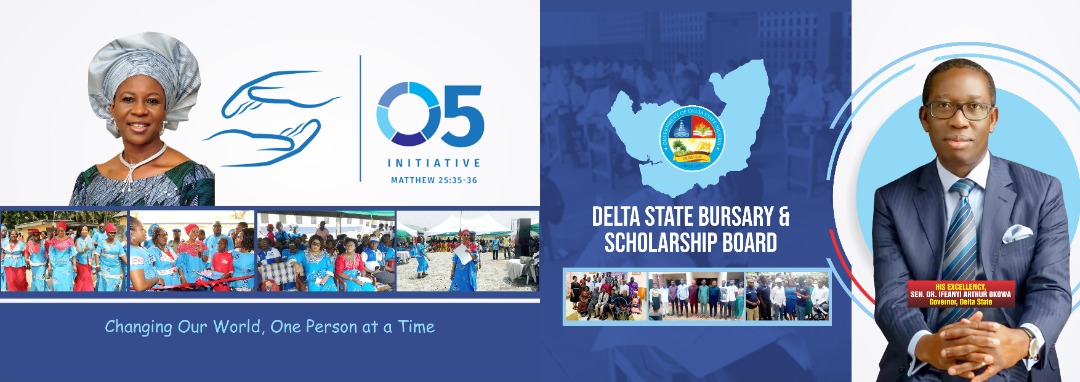 05
INITIATIVE
MATTHEW 25:35-36
Changing Our World, One Person at a Time
DELTA STATE BURSARY &
SCHOLARSHIP BOARD
HIS EXCELLENCY,
SEN. DR. IFEANYI ARTHUR OKOWA
Governor, Delta State